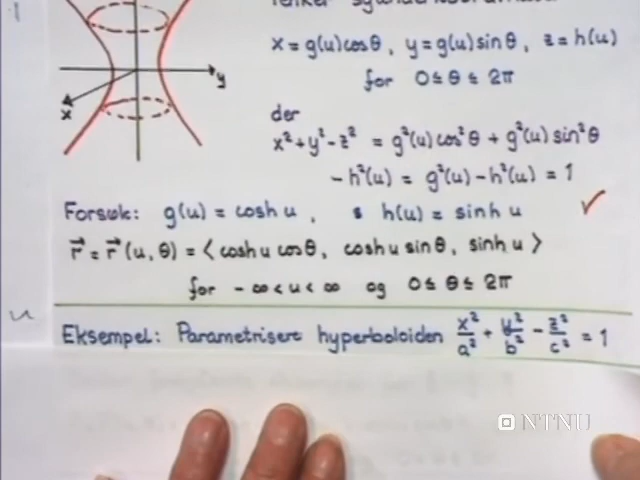 x = g(u)cosθ, y = g(u)sinθ, z = h(u)
for 0 ≤ θ ≤ 2π
y
x
der
x² + y² - z² = g²(u)cos²θ + g²(u)sin²θ
- h²(u) = g²(u) - h²(u) = 1
Forsøk: g(u) = cosh u, h(u) = sinh u ✓
r⃗ = r⃗(u, θ) = ⟨cosh u cosθ, cosh u sinθ, sinh u⟩
for -∞ < u < ∞ og 0 ≤ θ ≤ 2π
Eksempel: Parametrisere hyperboloiden x²/a² + y²/b² - z²/c² = 1
NTNU